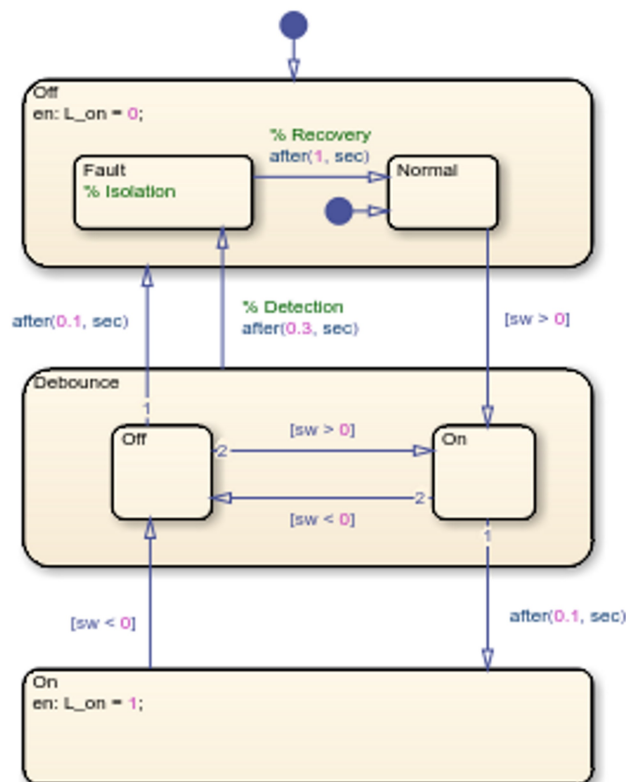 Off
en: L_on = 0;
% Recovery
after(1, sec)
Fault
% Isolation
Normal
after(0.1, sec)
% Detection
after(0.3, sec)
[sw > 0]
Debounce
1
Off
2
[sw > 0]
On
[sw < 0]
2
1
[sw < 0]
after(0.1, sec)
On
en: L_on = 1;